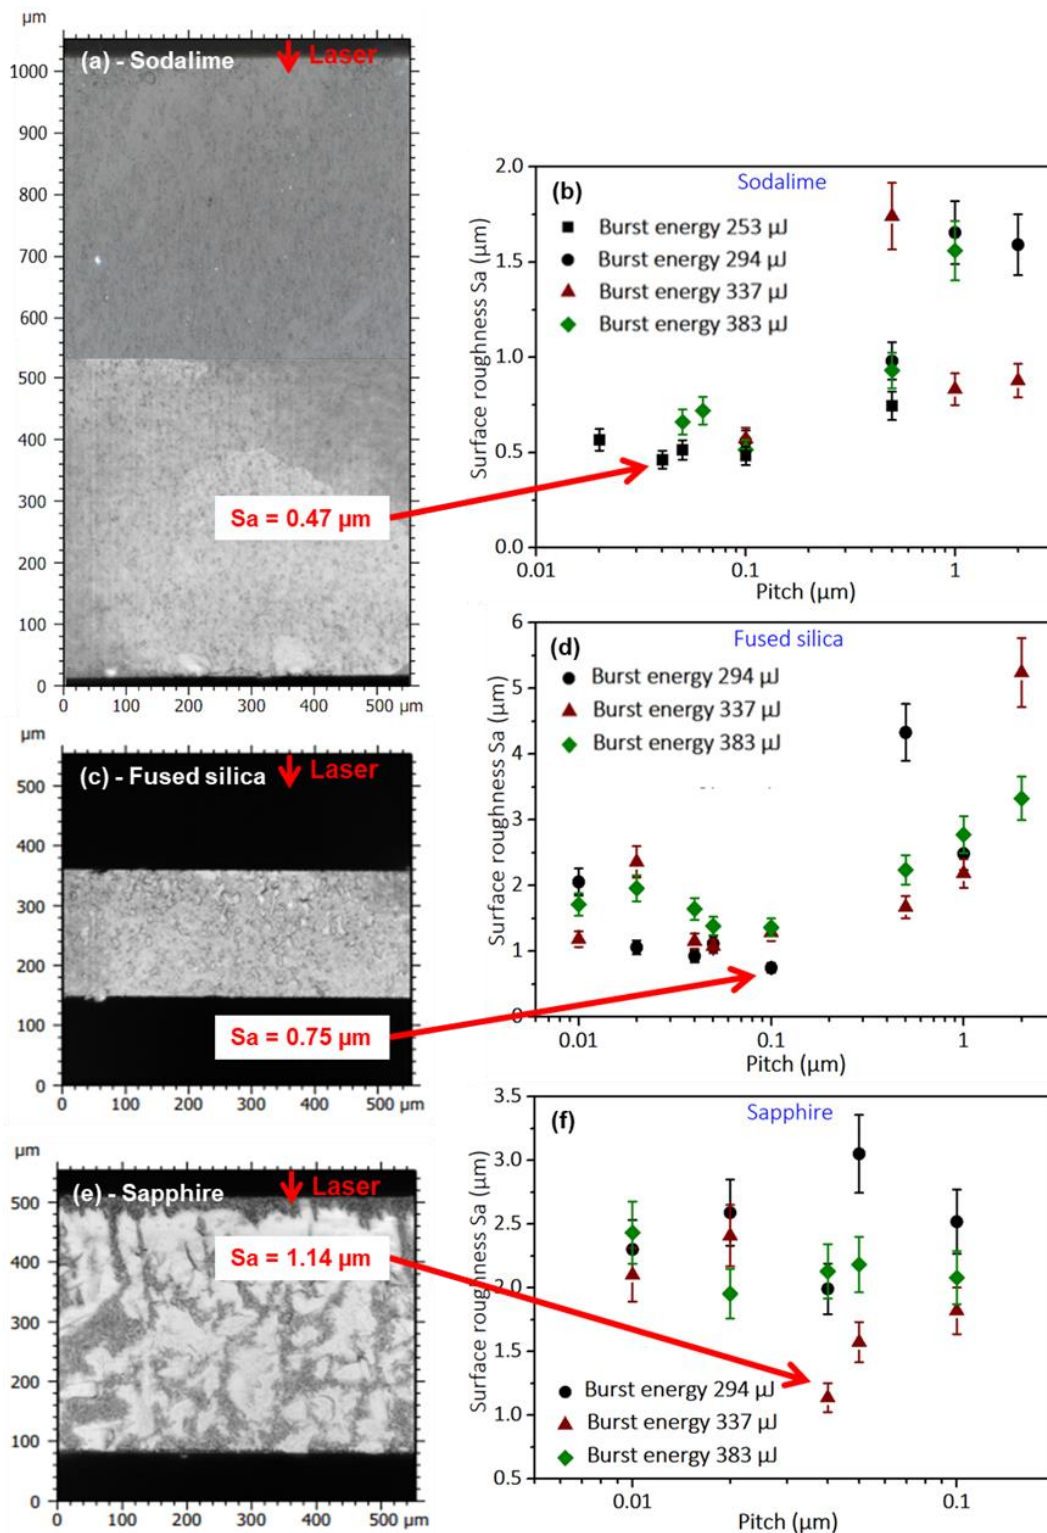 µm
(a) - Sodalime
Laser
1000
900
800
700
600
500
400
300
200
100
0
0 100 200 300 400 500 µm
Sa = 0.47 µm
(b)
Sodalime
Burst energy 253 µJ
Burst energy 294 µJ
Burst energy 337 µJ
Burst energy 383 µJ
Surface roughness Sa (µm)
2.0
1.5
1.0
0.5
0.0
0.01 0.1 1
Pitch (µm)
µm
(c) - Fused silica
Laser
500
400
300
200
100
0
0 100 200 300 400 500 µm
Sa = 0.75 µm
(d)
Fused silica
Burst energy 294 µJ
Burst energy 337 µJ
Burst energy 383 µJ
Surface roughness Sa (µm)
6
5
4
3
2
1
0
0.01 0.1 1
Pitch (µm)
µm
(e) - Sapphire
Laser
500
400
300
200
100
0
0 100 200 300 400 500 µm
Sa = 1.14 µm
(f)
Sapphire
Surface roughness Sa (µm)
3.5
3.0
2.5
2.0
1.5
1.0
0.5
Burst energy 294 µJ
Burst energy 337 µJ
Burst energy 383 µJ
0.01 0.1
Pitch (µm)